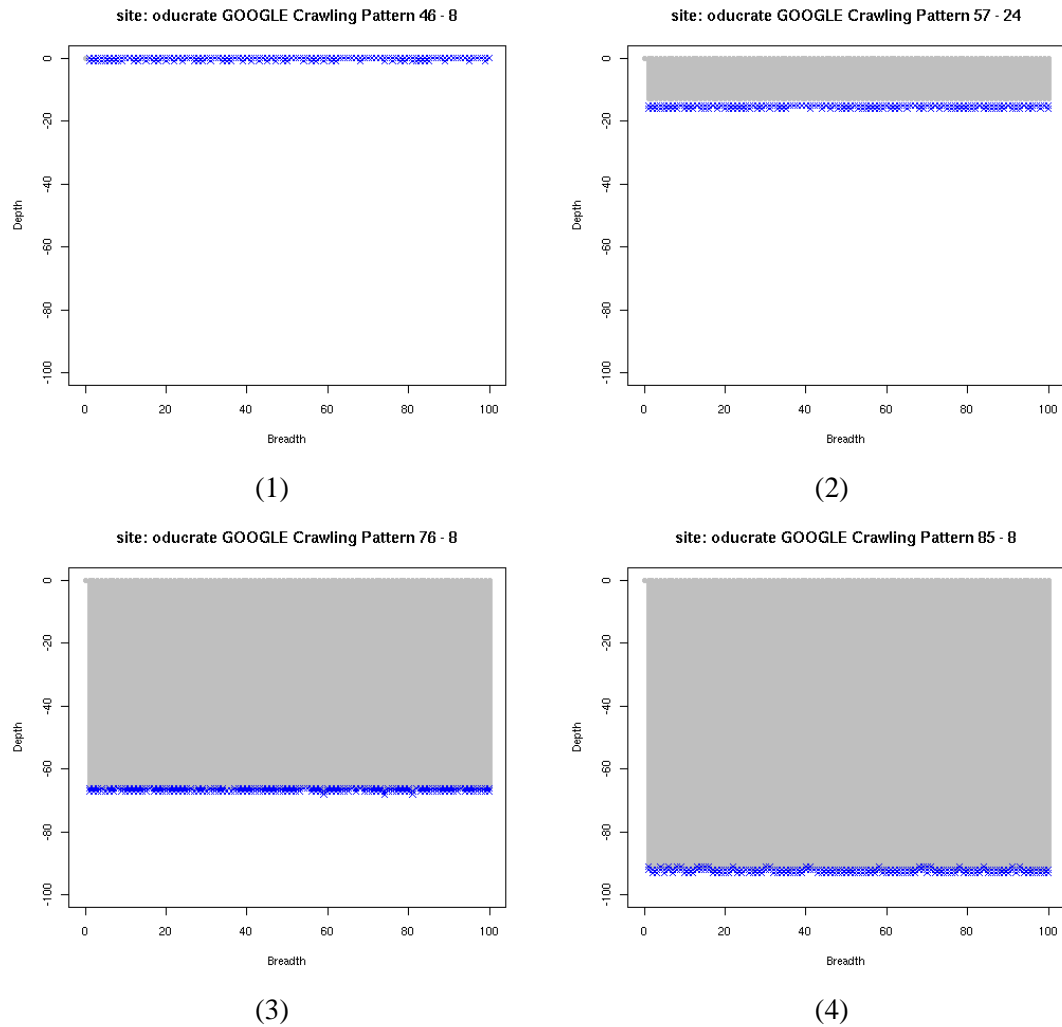 site: oducrate GOOGLE Crawling Pattern 46 - 8
Depth
0
-20
-40
-60
-80
-100
0 20 40 60 80 100
Breadth
(1)
site: oducrate GOOGLE Crawling Pattern 57 - 24
Depth
0
-20
-40
-60
-80
-100
0 20 40 60 80 100
Breadth
(2)
site: oducrate GOOGLE Crawling Pattern 76 - 8
Depth
0
-20
-40
-60
-80
-100
0 20 40 60 80 100
Breadth
(3)
site: oducrate GOOGLE Crawling Pattern 85 - 8
Depth
0
-20
-40
-60
-80
-100
0 20 40 60 80 100
Breadth
(4)